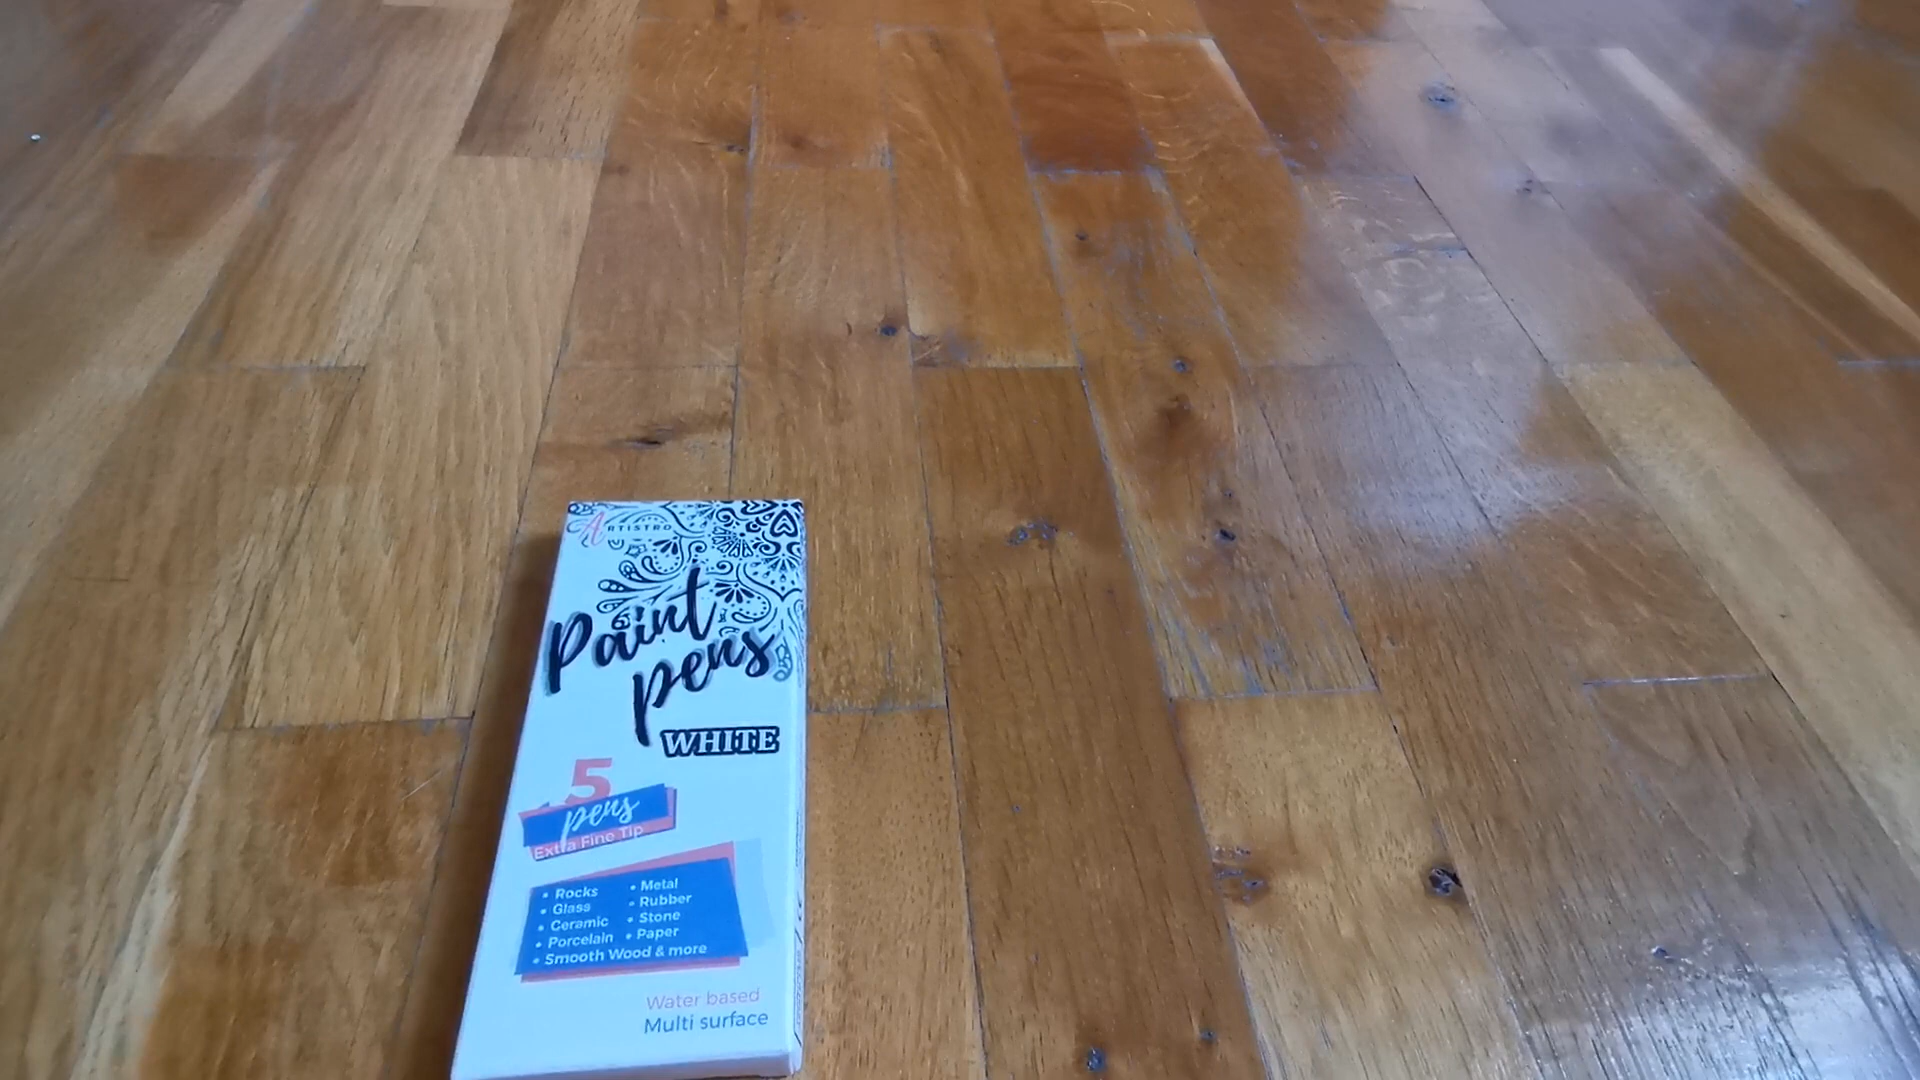 ARTISTRO
Paint
pens
WHITE
5
pens
Extra Fine Tip
• Rocks
• Glass
• Ceramic
• Porcelain
• Metal
• Rubber
• Stone
• Paper
• Smooth Wood & more
Water based
Multi surface